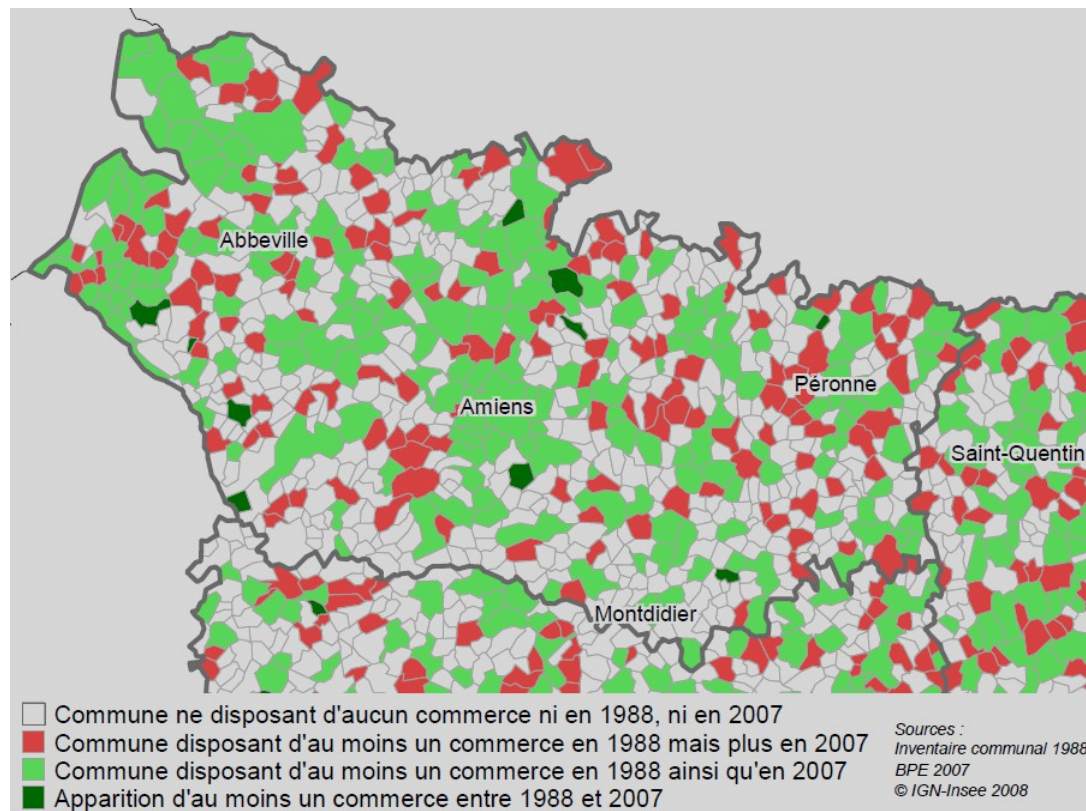 Abbeville
Amiens
Péronne
Saint-Quentin
Montdidier
Commune ne disposant d'aucun commerce ni en 1988, ni en 2007
Commune disposant d'au moins un commerce en 1988 mais plus en 2007
Commune disposant d'au moins un commerce en 1988 ainsi qu'en 2007
Apparition d'au moins un commerce entre 1988 et 2007
Sources :
Inventaire communal 1988
BPE 2007
© IGN-Insee 2008